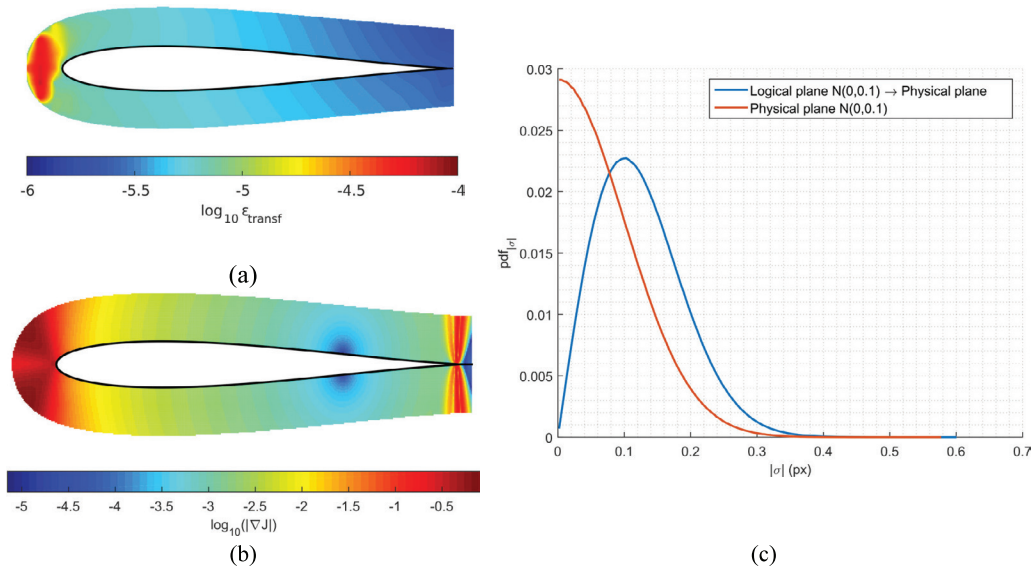 -6 -5.5 -5 -4.5 -4
log10 εtransf
(a)
-5 -4.5 -4 -3.5 -3 -2.5 -2 -1.5 -1 -0.5
log10(|∇J|)
(b)
0.03
0.025
0.02
0.015
0.01
0.005
0
pdf|σ|
Logical plane N(0,0.1) → Physical plane
Physical plane N(0,0.1)
0 0.1 0.2 0.3 0.4 0.5 0.6 0.7
|σ| (px)
(c)